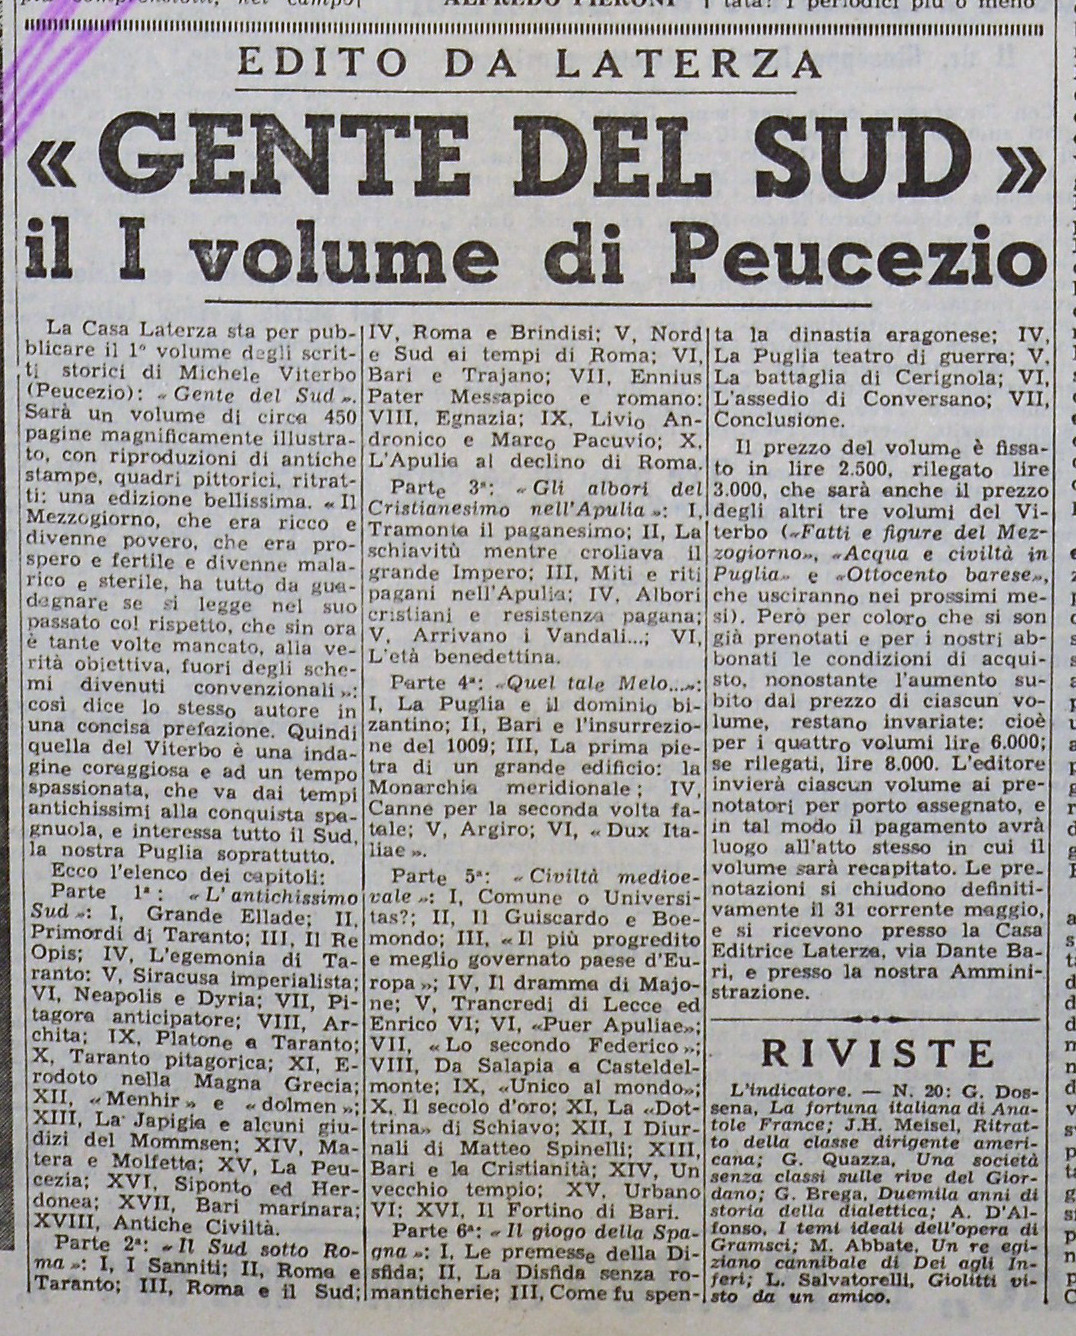 ALFREDO PIERONI
tata? I periodici più o meno
EDITO DA LATERZA
« GENTE DEL SUD »
il I volume di Peucezio
La Casa Laterza sta per pub-
blicare il 1º volume degli scrit-
ti storici di Michele Viterbo
(Peucezio): « Gente del Sud ».
Sarà un volume di circa 450
pagine magnificamente illustra-
to, con riproduzioni di antiche
stampe, quadri pittorici, ritrat-
ti: una edizione bellissima. « Il
Mezzogiorno, che era ricco e
divenne povero, che era pro-
spero e fertile e divenne mala-
rico e sterile, ha tutto da gua-
dagnare se si legge nel suo
passato col rispetto, che sin ora
è tante volte mancato, alla ve-
rità obiettiva, fuori degli sche-
mi divenuti convenzionali »:
così dice lo stesso autore in
una concisa prefazione. Quindi
quella del Viterbo è una inda-
gine coraggiosa e ad un tempo
spassionata, che va dai tempi
antichissimi alla conquista spa-
gnuola, e interessa tutto il Sud,
la nostra Puglia soprattutto.
Ecco l'elenco dei capitoli:
Parte 1ª: « L'antichissimo
Sud »: I, Grande Ellade; II,
Primordi di Taranto; III, Il Re
Opis; IV, L'egemonia di Ta-
ranto: V, Siracusa imperialista;
VI, Neapolis e Dyria; VII, Pi-
tagora anticipatore; VIII, Ar-
chita; IX, Platone a Taranto;
X, Taranto pitagorica; XI, E-
rodoto nella Magna Grecia;
XII, « Menhir » e « dolmen »;
XIII, La Japigia e alcuni giu-
dizi del Mommsen; XIV, Ma-
tera e Molfetta; XV, La Peu-
cezia; XVI, Siponto ed Her-
donea; XVII, Bari marinara;
XVIII, Antiche Civiltà.
Parte 2ª: « Il Sud sotto Ro-
ma »: I, I Sanniti; II, Roma e
Taranto; III, Roma e il Sud;
IV, Roma e Brindisi; V, Nord
e Sud ai tempi di Roma; VI,
Bari e Trajano; VII, Ennius
Pater Messapico e romano;
VIII, Egnazia; IX, Livio An-
dronico e Marco Pacuvio; X,
L'Apulia al declino di Roma.
Parte 3ª: « Gli albori del
Cristianesimo nell'Apulia »: I,
Tramonta il paganesimo; II, La
schiavitù mentre crollava il
grande Impero; III, Miti e riti
pagani nell'Apulia; IV, Albori
cristiani e resistenza pagana;
V, Arrivano i Vandali...; VI,
L'età benedettina.
Parte 4ª: «Quel tale Melo...»:
I, La Puglia e il dominio bi-
zantino; II, Bari e l'insurrezio-
ne del 1009; III, La prima pie-
tra di un grande edificio: la
Monarchia meridionale; IV,
Canne per la seconda volta fa-
tale; V, Argiro; VI, « Dux Ita-
liae ».
Parte 5ª: « Civiltà medioe-
vale »: I, Comune o Universi-
tas?; II, Il Guiscardo e Boe-
mondo; III, « Il più progredito
e meglio governato paese d'Eu-
ropa »; IV, Il dramma di Majo-
ne; V, Trancredi di Lecce ed
Enrico VI; VI, «Puer Apuliae»;
VII, « Lo secondo Federico »;
VIII, Da Salapia a Casteldel-
monte; IX, «Unico al mondo»;
X, Il secolo d'oro; XI, La «Dot-
trina» di Schiavo; XII, I Diur-
nali di Matteo Spinelli; XIII,
Bari e la Cristianità; XIV, Un
vecchio tempio; XV, Urbano
VI; XVI, Il Fortino di Bari.
Parte 6ª: « Il giogo della Spa-
gna »: I, Le premesse della Di-
sfida; II, La Disfida senza ro-
manticherie; III, Come fu spen-
ta la dinastia aragonese; IV,
La Puglia teatro di guerra; V,
La battaglia di Cerignola; VI,
L'assedio di Conversano; VII,
Conclusione.
Il prezzo del volume è fissa-
to in lire 2.500, rilegato lire
3.000, che sarà anche il prezzo
degli altri tre volumi del Vi-
terbo («Fatti e figure del Mez-
zogiorno», «Acqua e civiltà in
Puglia» e «Ottocento barese»,
che usciranno nei prossimi me-
si). Però per coloro che si son
già prenotati e per i nostri ab-
bonati le condizioni di acqui-
sto, nonostante l'aumento su-
bito dal prezzo di ciascun vo-
lume, restano invariate: cioè
per i quattro volumi lire 6.000;
se rilegati, lire 8.000. L'editore
invierà ciascun volume ai pre-
notatori per porto assegnato, e
in tal modo il pagamento avrà
luogo all'atto stesso in cui il
volume sarà recapitato. Le pre-
notazioni si chiudono definiti-
vamente il 31 corrente maggio,
e si ricevono presso la Casa
Editrice Laterza, via Dante Ba-
ri, e presso la nostra Ammini-
strazione.
RIVISTE
L'indicatore. — N. 20: G. Dos-
sena, La fortuna italiana di Ana-
tole France; J.H. Meisel, Ritrat-
to della classe dirigente ameri-
cana; G. Quazza, Una società
senza classi sulle rive del Gior-
dano; G. Brega, Duemila anni di
storia della dialettica; A. D'Al-
fonso, I temi ideali dell'opera di
Gramsci; M. Abbate, Un re egi-
ziano cannibale di Dei agli In-
feri; L. Salvatorelli, Giolitti vi-
sto da un amico.